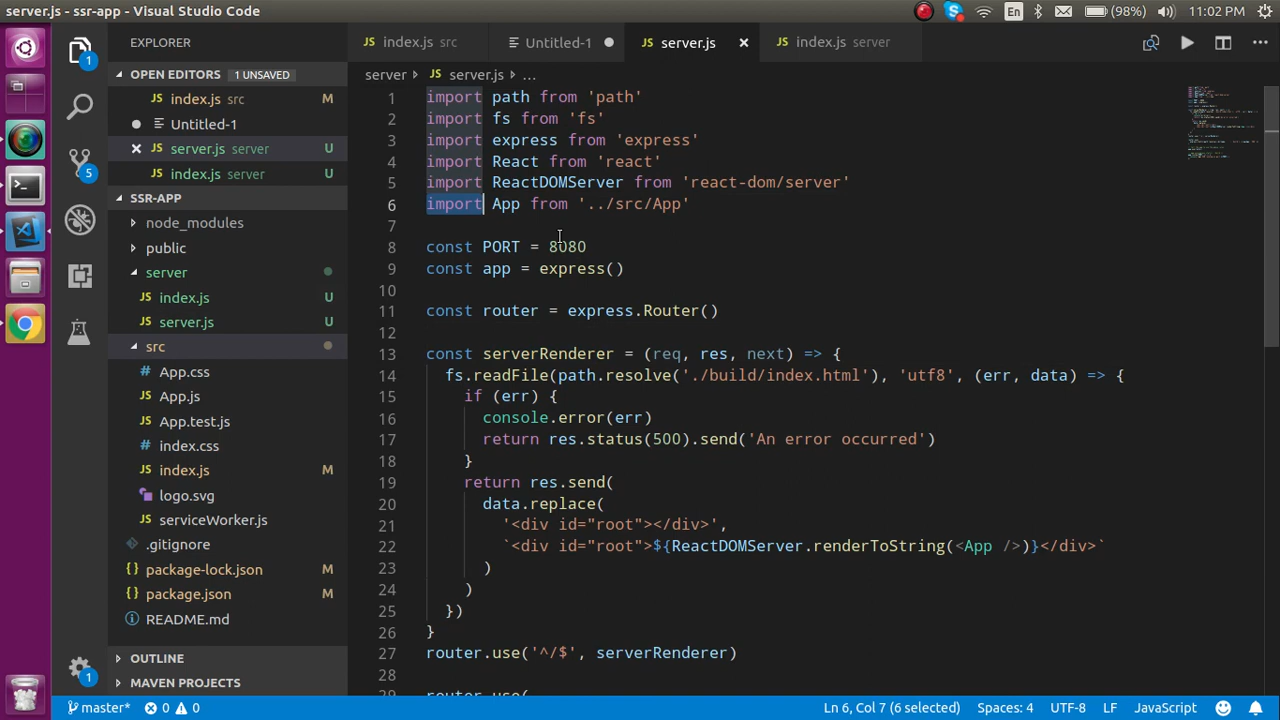 server.js - ssr-app - Visual Studio Code
En
(98%)
11:02 PM
EXPLORER
OPEN EDITORS 1 UNSAVED
index.js src M
Untitled-1
server.js server U
index.js server U
SSR-APP
node_modules
public
server
index.js U
server.js U
src
App.css
App.js
App.test.js
index.css
index.js M
logo.svg
serviceWorker.js
.gitignore
package-lock.json M
package.json M
README.md
OUTLINE
MAVEN PROJECTS
1
5
1
index.js src
Untitled-1
server.js
index.js server
server server.js ...
1 import path from 'path'
2 fs from 'fs'
3 import express from 'express'
4 import React from 'react'
5 import ReactDOMServer from 'react-dom/server'
6 import App from '../src/App'
7
8 const PORT = 8080
9 const app = express()
10
11 const router = express.Router()
12
13 const serverRenderer = (req, res, next) => {
14 fs.readFile(path.resolve('./build/index.html'), 'utf8', (err, data) => {
15 if (err) {
16 console.error(err)
17 return res.status(500).send('An error occurred')
18 }
19 return res.send(
20 data.replace(
21 '<div id="root"></div>',
22 `<div id="root">${ReactDOMServer.renderToString(<App />)}</div>`
23 )
24 )
25 })
26 }
27 router.use('^/$', serverRenderer)
28
29 router.use(
master* 0 0
Ln 6, Col 7 (6 selected)
Spaces: 4
UTF-8
LF
JavaScript